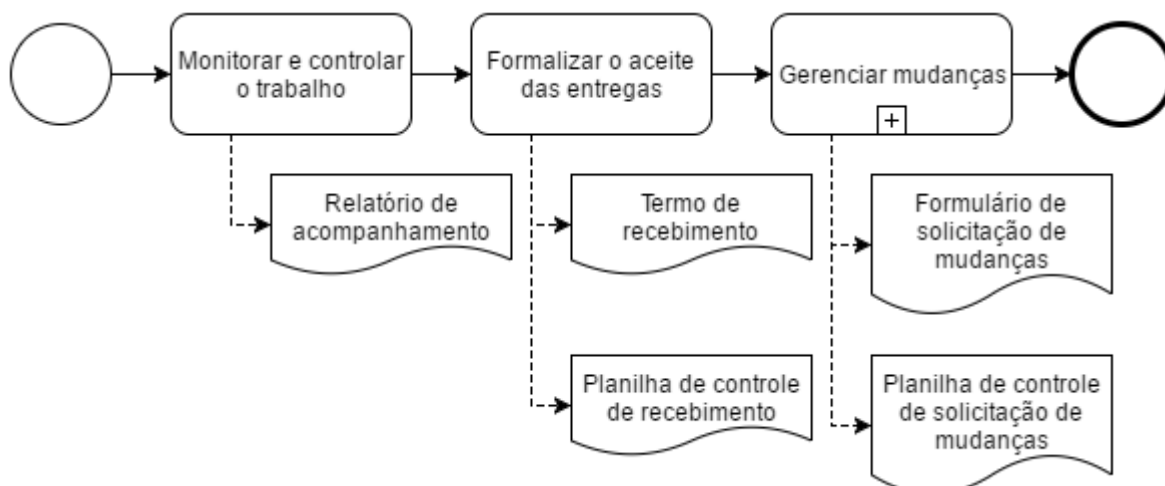 Monitorar e controlar
o trabalho
Formalizar o aceite
das entregas
Gerenciar mudanças
Relatório de
acompanhamento
Termo de
recebimento
Formulário de
solicitação de
mudanças
Planilha de controle
de recebimento
Planilha de controle
de solicitação de
mudanças